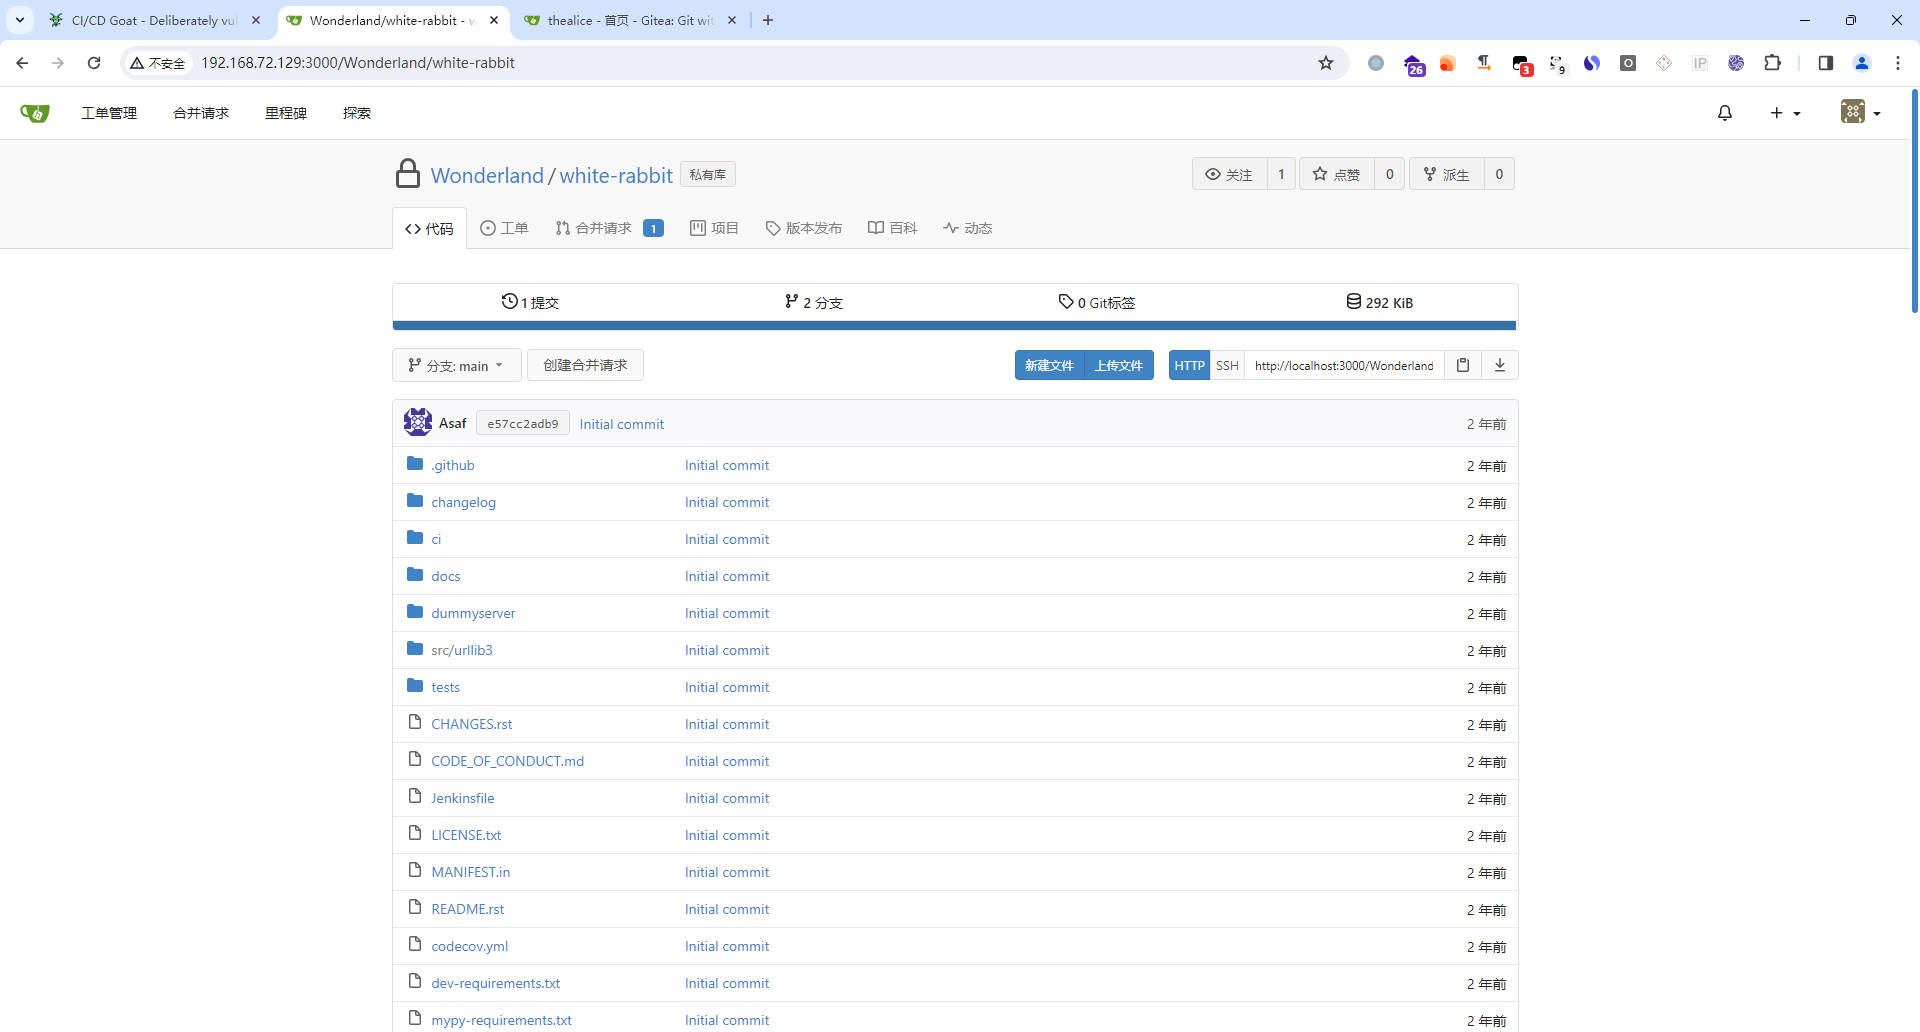 CI/CD Goat - Deliberately vul
Wonderland/white-rabbit - w
thealice - 首页 - Gitea: Git wit
不安全 192.168.72.129:3000/Wonderland/white-rabbit
26 3 9 IP
工单管理 合并请求 里程碑 探索
Wonderland/white-rabbit 私有库
关注 1 点赞 0 派生 0
代码 工单 合并请求 1 项目 版本发布 百科 动态
1 提交 2 分支 0 Git标签 292 KiB
分支: main 创建合并请求 新建文件 上传文件 HTTP SSH http://localhost:3000/Wonderland
Asaf e57cc2adb9 Initial commit 2 年前
.github Initial commit 2 年前
changelog Initial commit 2 年前
ci Initial commit 2 年前
docs Initial commit 2 年前
dummyserver Initial commit 2 年前
src/urllib3 Initial commit 2 年前
tests Initial commit 2 年前
CHANGES.rst Initial commit 2 年前
CODE_OF_CONDUCT.md Initial commit 2 年前
Jenkinsfile Initial commit 2 年前
LICENSE.txt Initial commit 2 年前
MANIFEST.in Initial commit 2 年前
README.rst Initial commit 2 年前
codecov.yml Initial commit 2 年前
dev-requirements.txt Initial commit 2 年前
mypy-requirements.txt Initial commit 2 年前